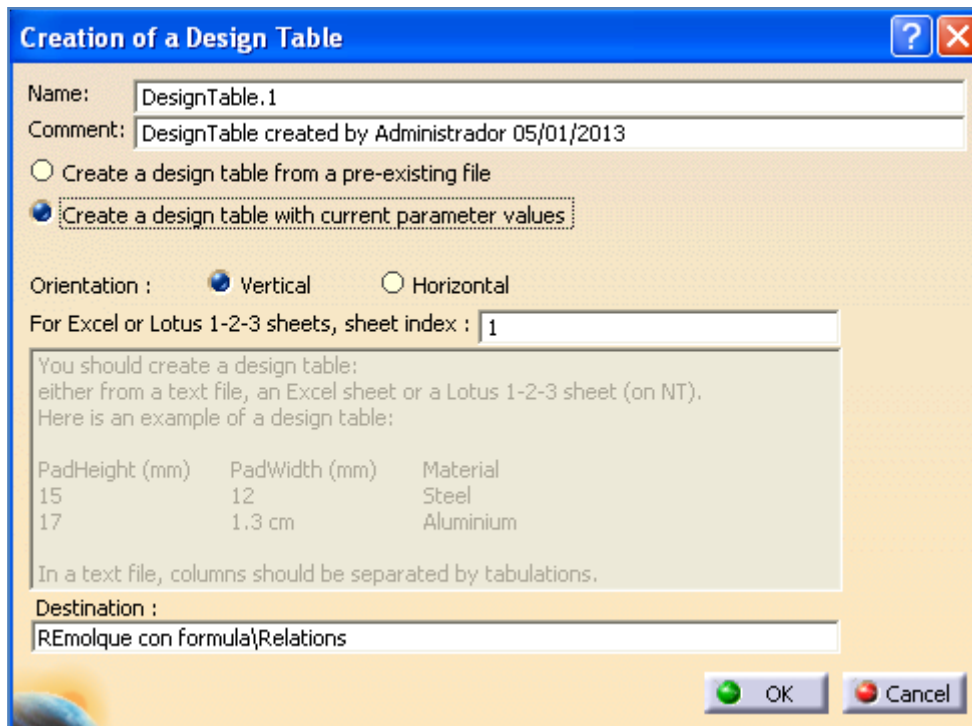 Creation of a Design Table
Name: DesignTable.1
Comment: DesignTable created by Administrador 05/01/2013
Create a design table from a pre-existing file
Create a design table with current parameter values
Orientation : Vertical Horizontal
For Excel or Lotus 1-2-3 sheets, sheet index : 1
You should create a design table:
either from a text file, an Excel sheet or a Lotus 1-2-3 sheet (on NT).
Here is an example of a design table:
PadHeight (mm) PadWidth (mm) Material
15 12 Steel
17 1.3 cm Aluminium
In a text file, columns should be separated by tabulations.
Destination :
REmolque con formula\Relations
OK Cancel